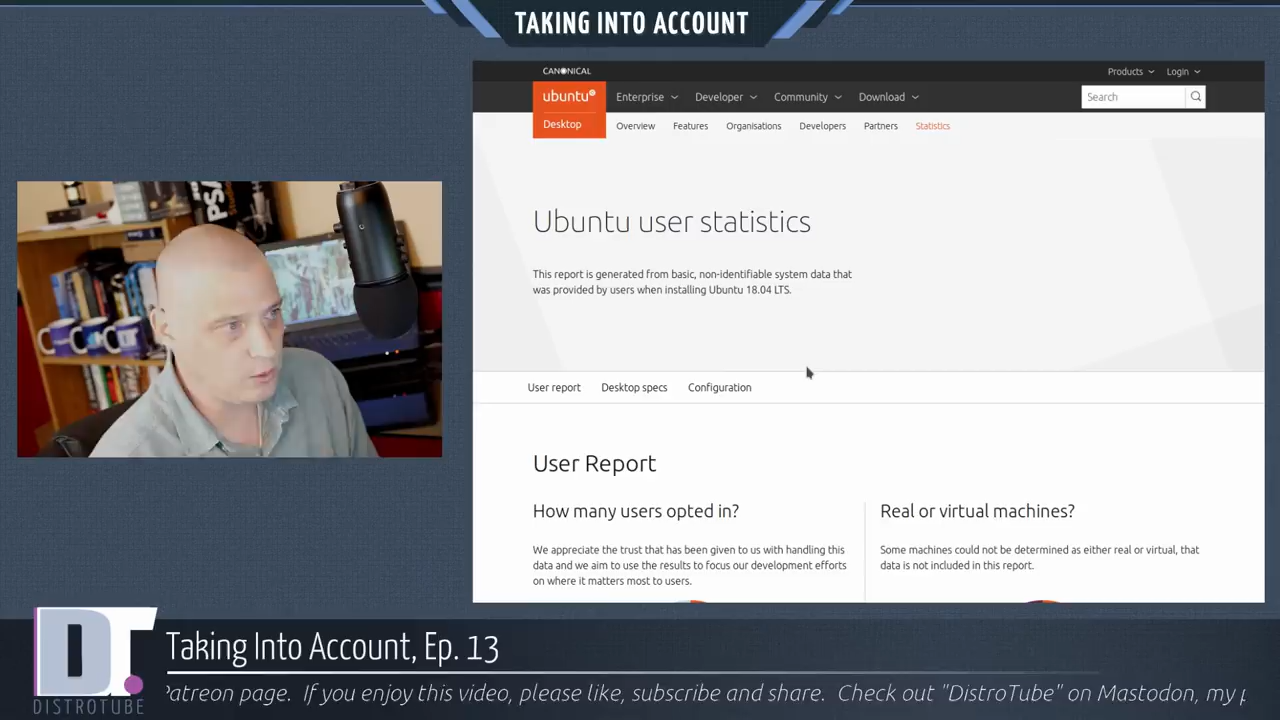 TAKING INTO ACCOUNT
CANONICAL
Products
Login
ubuntu
Enterprise
Developer
Community
Download
Search
Desktop
Overview
Features
Organisations
Developers
Partners
Statistics
Ubuntu user statistics
This report is generated from basic, non-identifiable system data that
was provided by users when installing Ubuntu 18.04 LTS.
User report
Desktop specs
Configuration
User Report
How many users opted in?
We appreciate the trust that has been given to us with handling this
data and we aim to use the results to focus our development efforts
on where it matters most to users.
Real or virtual machines?
Some machines could not be determined as either real or virtual, that
data is not included in this report.
DT
DISTROTUBE
Taking Into Account, Ep. 13
Patreon page. If you enjoy this video, please like, subscribe and share. Check out "DistroTube" on Mastodon, my